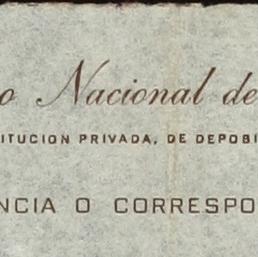 o Nacional de
ITUCION PRIVADA, DE DEPOSI
NCIA O CORRESPO